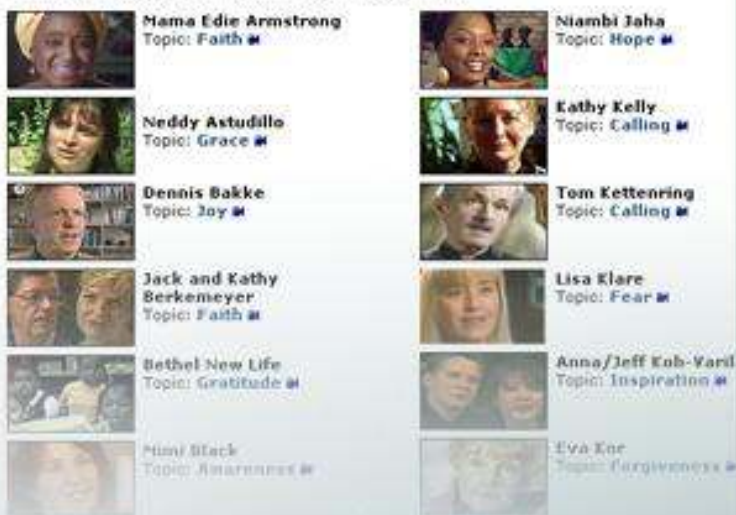 Mama Edie Armstrong
Topic: Faith
Neddy Astudillo
Topic: Grace
Dennis Bakke
Topic: Joy
Jack and Kathy
Berkemeyer
Topic: Faith
Bethel New Life
Topic: Gratitude
Mimi Black
Topic: Awareness
Niambi Jaha
Topic: Hope
Kathy Kelly
Topic: Calling
Tom Kettenring
Topic: Calling
Lisa Klare
Topic: Fear
Anna/Jeff Kob-Varil
Topic: Inspiration
Eva Kor
Topic: Forgiveness